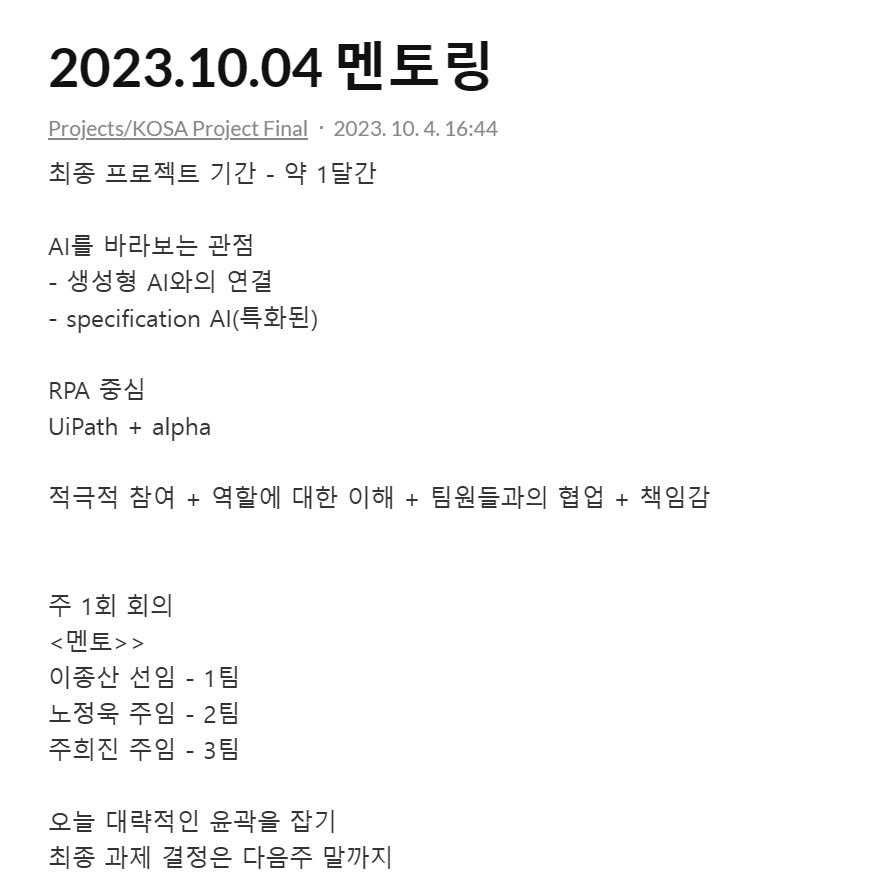 2023.10.04 멘토링
Projects/KOSA Project Final · 2023. 10. 4. 16:44
최종 프로젝트 기간 - 약 1달간
AI를 바라보는 관점
- 생성형 AI와의 연결
- specification AI(특화된)
RPA 중심
UiPath + alpha
적극적 참여 + 역할에 대한 이해 + 팀원들과의 협업 + 책임감
주 1회 회의
<멘토>>
이종산 선임 - 1팀
노정욱 주임 - 2팀
주희진 주임 - 3팀
오늘 대략적인 윤곽을 잡기
최종 과제 결정은 다음주 말까지